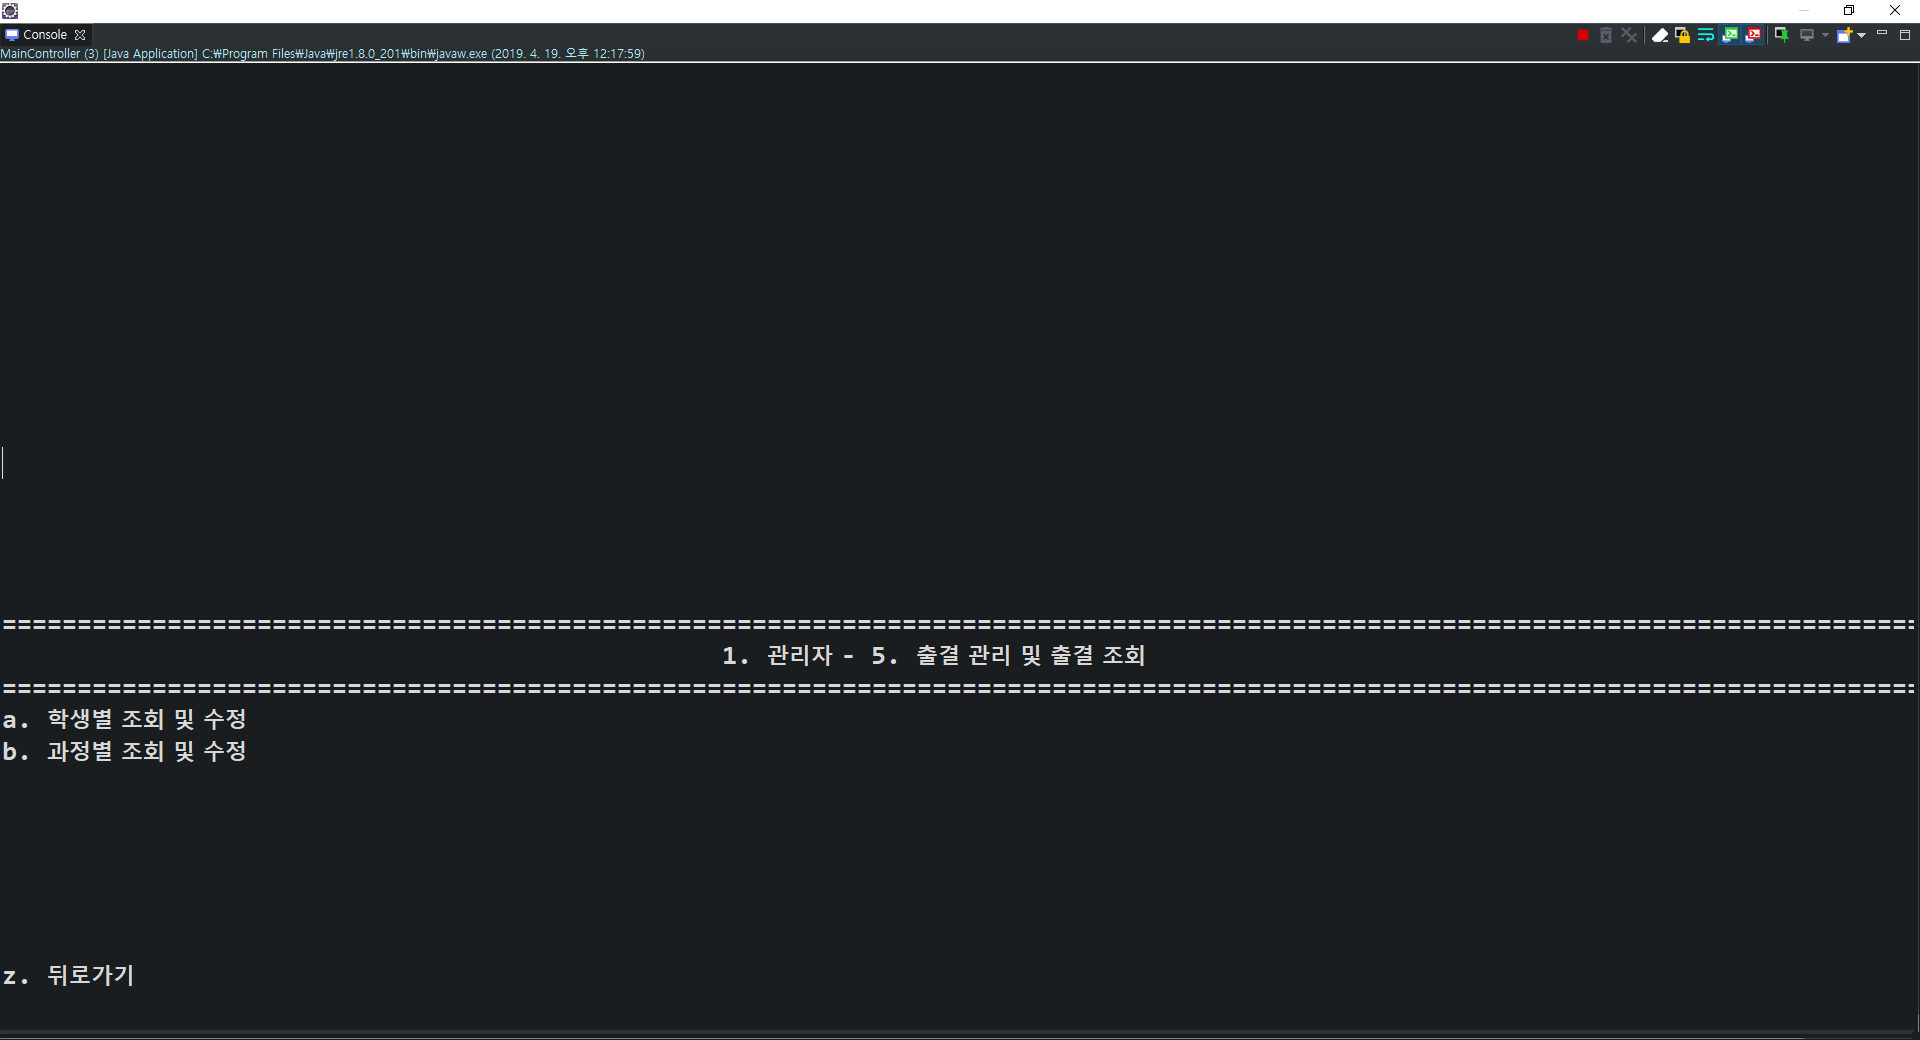 Console
MainController (3) [Java Application] C:₩Program Files₩Java₩jre1.8.0_201₩bin₩javaw.exe (2019. 4. 19. 오후 12:17:59)
================================================================================================================================
1. 관리자 - 5. 출결 관리 및 출결 조회
================================================================================================================================
a. 학생별 조회 및 수정
b. 과정별 조회 및 수정
z. 뒤로가기